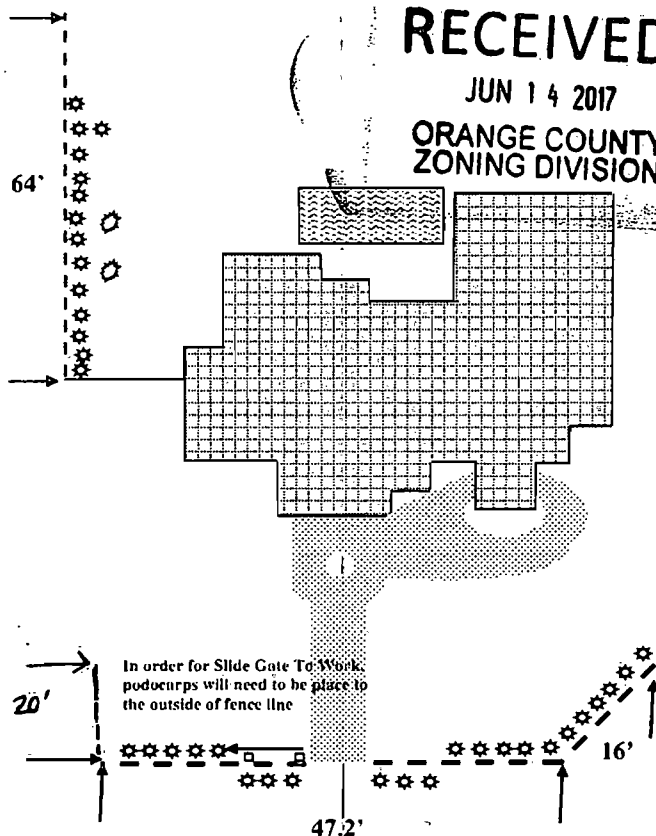 RECEIVED
JUN 14 2017
ORANGE COUNTY
ZONING DIVISION
64'
In order for Slide Gate To Work,
podocarps will need to be place to
the outside of fence line
20'
16'
47.2'